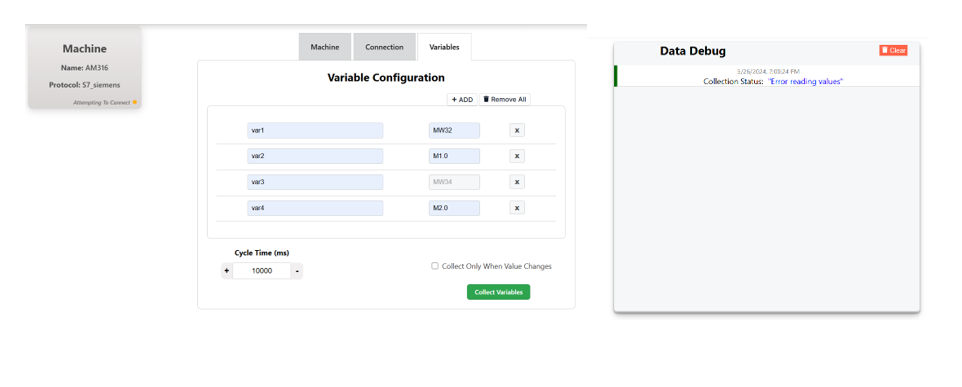 Machine
Name: AM316
Protocol: S7_siemens
Attempting To Connect
Machine
Connection
Variables
Variable Configuration
+ ADD
Remove All
var1
MW32
x
var2
M1.0
x
var3
MW34
x
var4
M2.0
x
Cycle Time (ms)
+ 10000 -
Collect Only When Value Changes
Collect Variables
Data Debug
Clear
3/26/2024, 7:09:24 PM
Collection Status: "Error reading values"